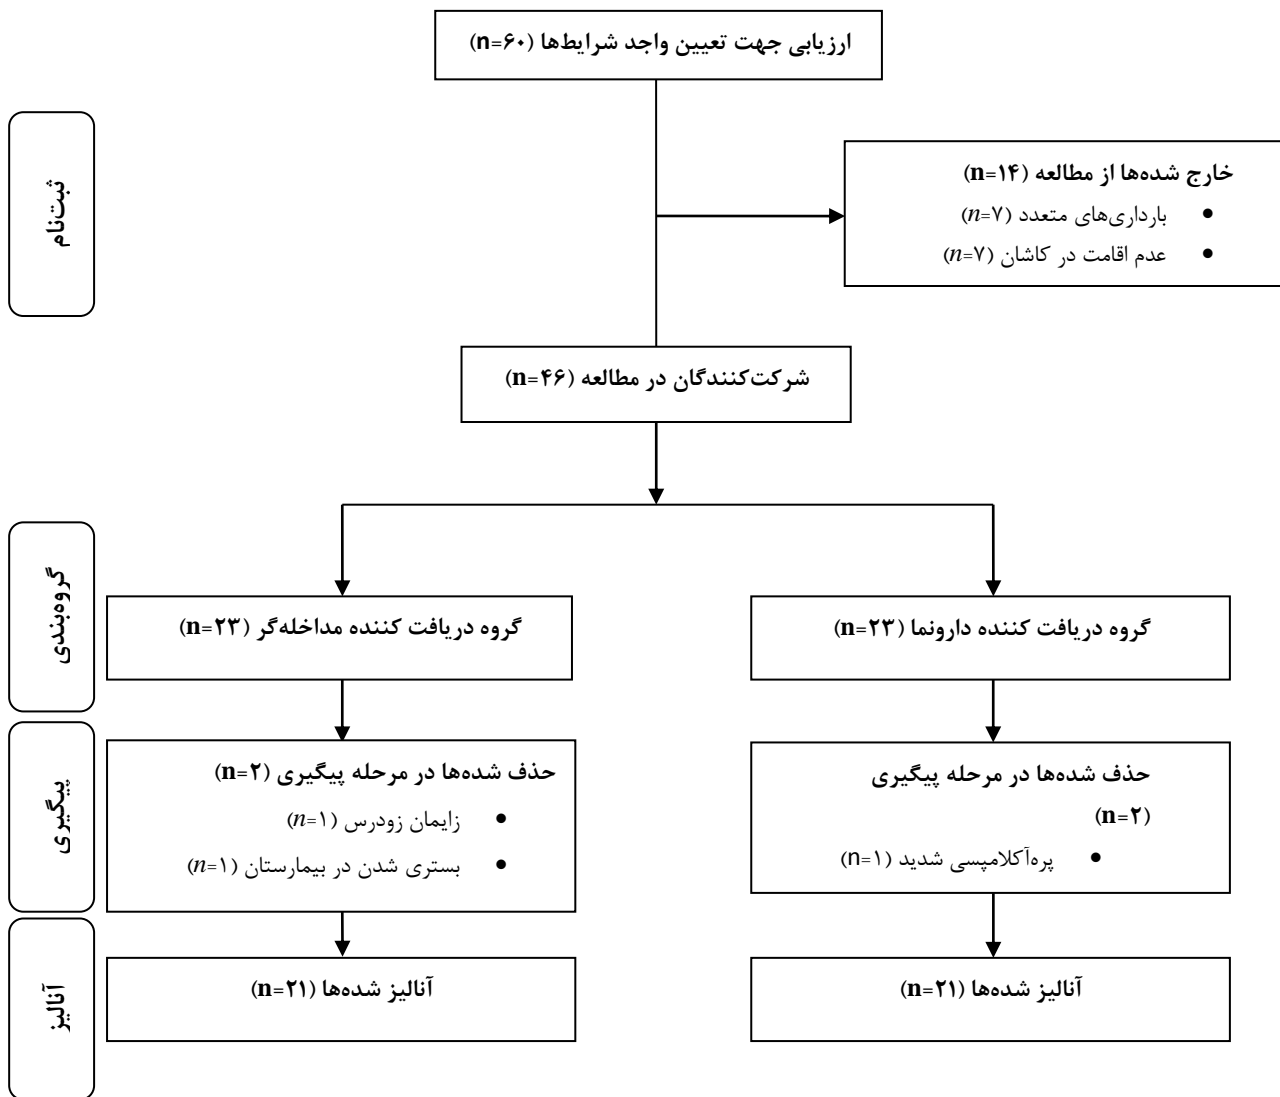 ارزیابی جهت تعیین واجد شرایط‌ها (n=۶۰)
ثبت‌نام
خارج شده‌ها از مطالعه (n=۱۴)
• بارداری‌های متعدد (n=۷)
• عدم اقامت در کاشان (n=۷)
شرکت‌کنندگان در مطالعه (n=۴۶)
گروه‌بندی
گروه دریافت کننده دارونما (n=۲۳)
گروه دریافت کننده مداخله‌گر (n=۲۳)
پیگیری
حذف شده‌ها در مرحله پیگیری
(n=۲)
• پره‌آکلامپسی شدید (n=۱)
حذف شده‌ها در مرحله پیگیری (n=۲)
• زایمان زودرس (n=۱)
• بستری شدن در بیمارستان (n=۱)
آنالیز
آنالیز شده‌ها (n=۲۱)
آنالیز شده‌ها (n=۲۱)